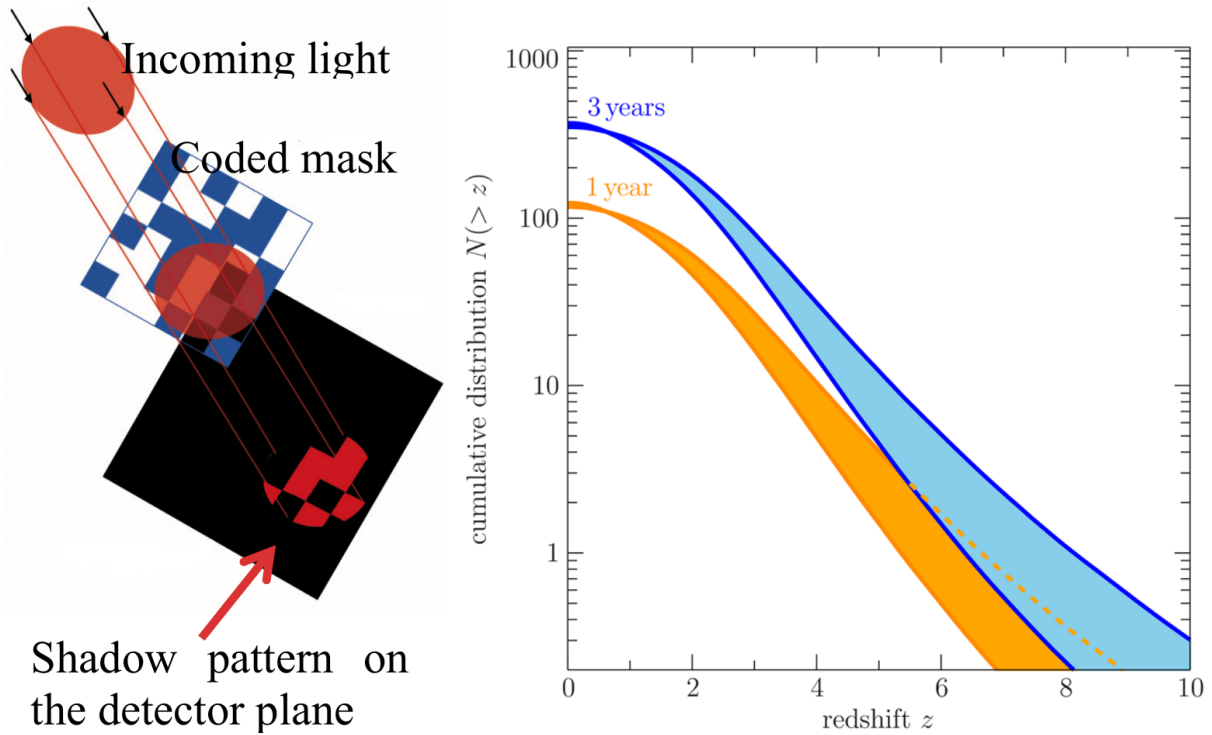 Incoming light
Coded mask
Shadow pattern on
the detector plane
1000
100
10
1
cumulative distribution N(> z)
3 years
1 year
0 2 4 6 8 10
redshift z